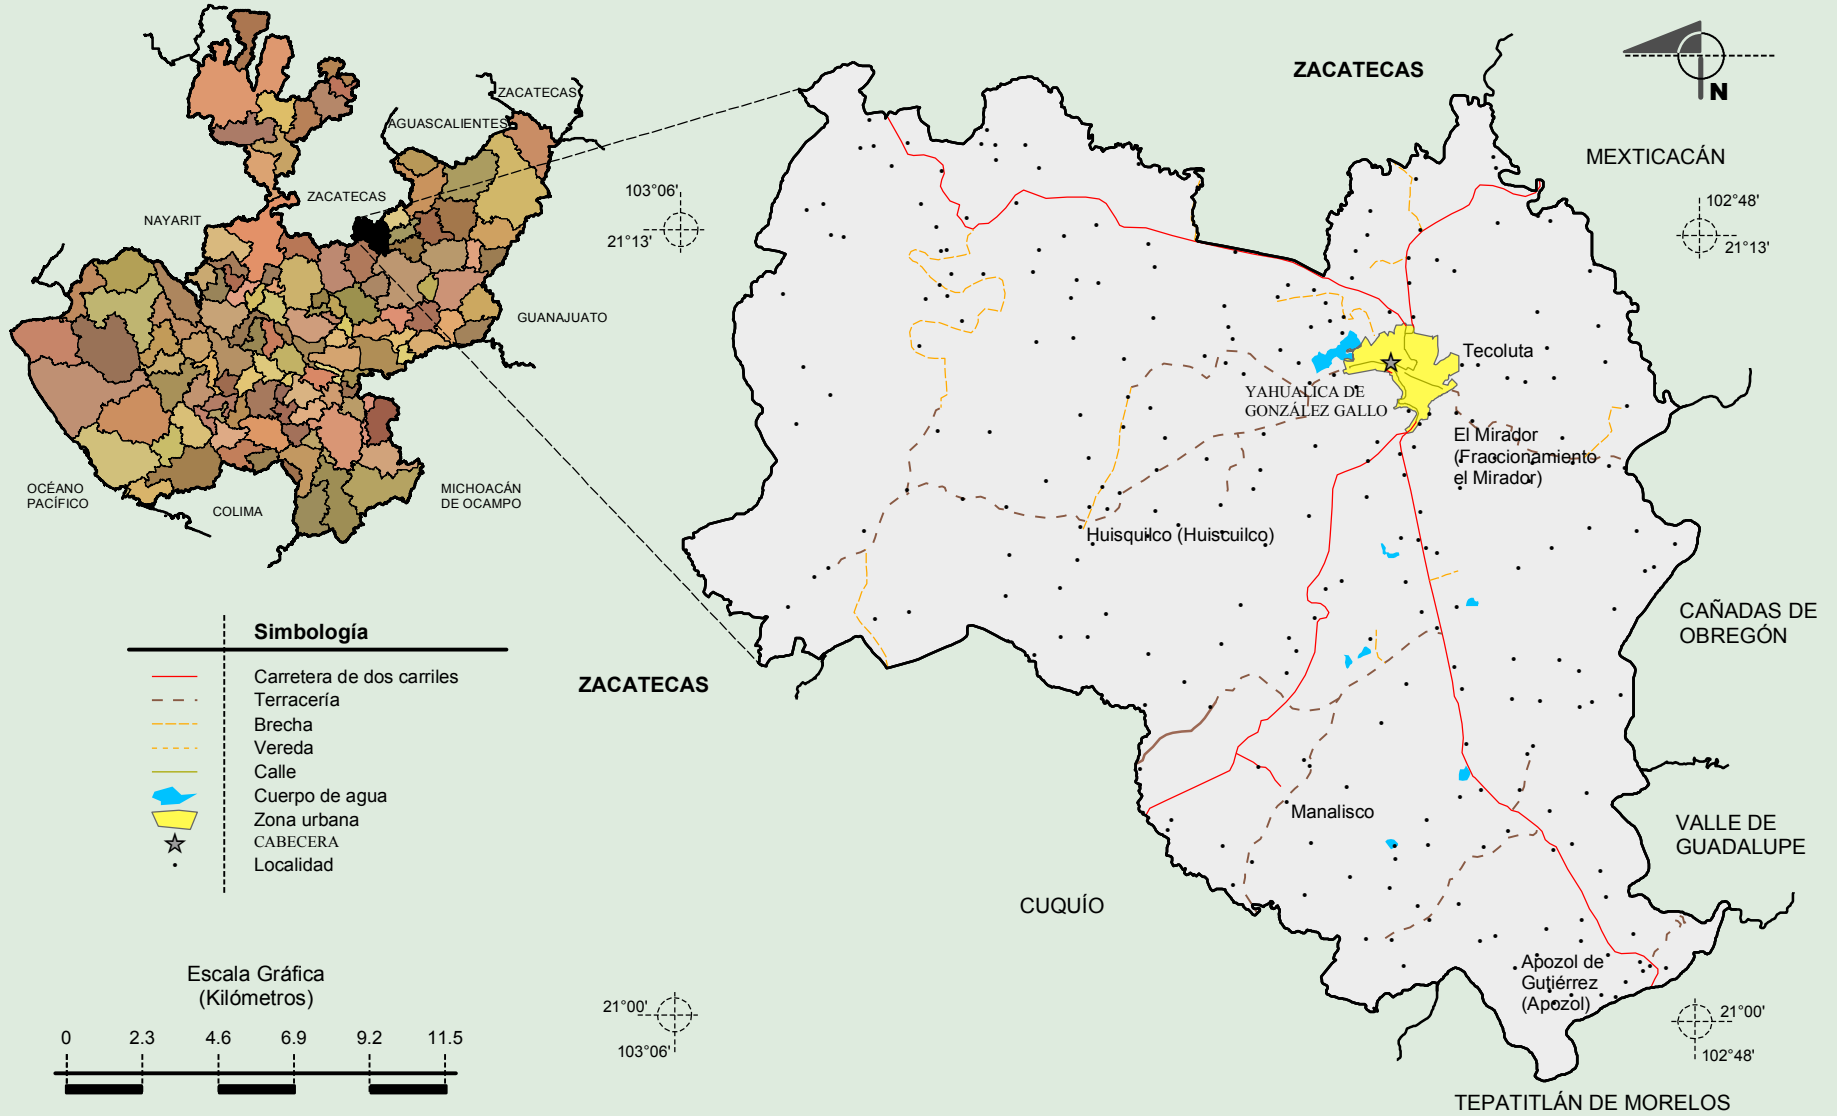 ZACATECAS
AGUASCALIENTES
ZACATECAS
NAYARIT
GUANAJUATO
OCÉANO
PACÍFICO
COLIMA
MICHOACÁN
DE OCAMPO
ZACATECAS
N
MEXTICACÁN
103°06'
21°13'
102°48'
21°13'
Tecoluta
YAHUALICA DE
GONZÁLEZ GALLO
El Mirador
(Fraccionamiento
el Mirador)
Huisquilco (Huiscuilco)
CAÑADAS DE
OBREGÓN
ZACATECAS
Manalisco
VALLE DE
GUADALUPE
CUQUÍO
Apozol de
Gutiérrez
(Apozol)
21°00'
103°06'
21°00'
102°48'
TEPATITLÁN DE MORELOS
Simbología
Carretera de dos carriles
Terracería
Brecha
Vereda
Calle
Cuerpo de agua
Zona urbana
CABECERA
Localidad
Escala Gráfica
(Kilómetros)
0 2.3 4.6 6.9 9.2 11.5